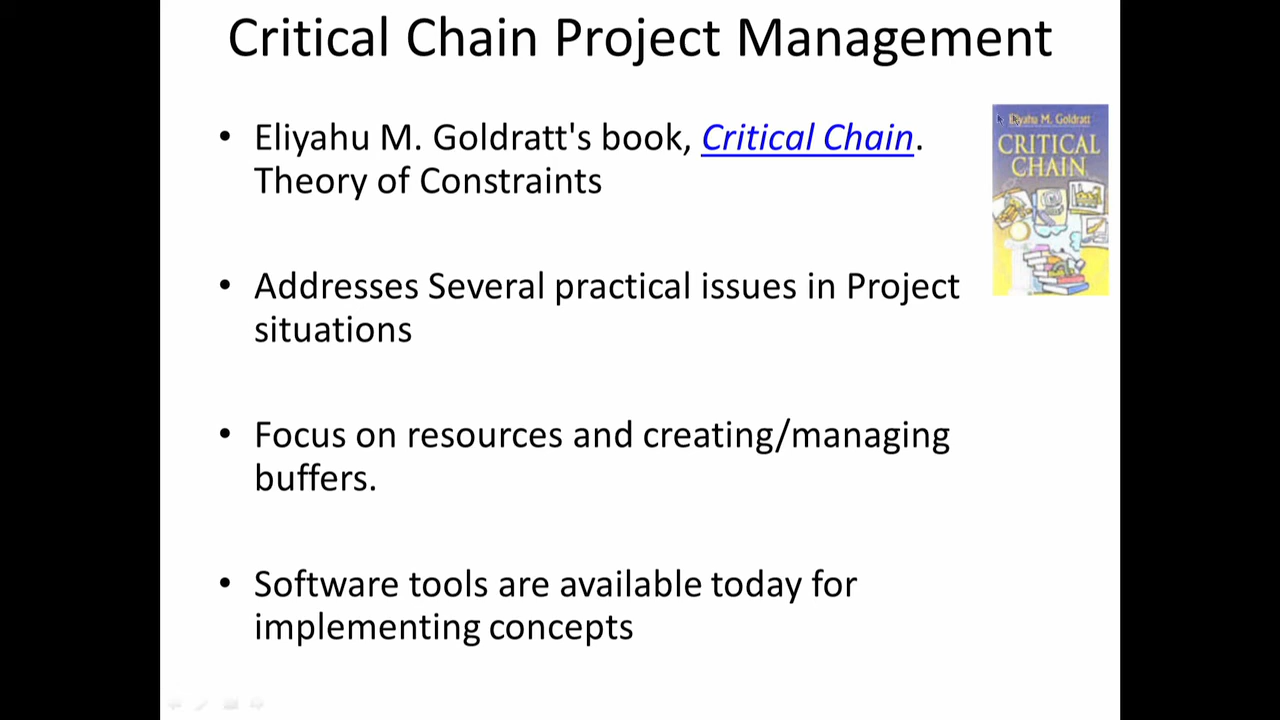 Critical Chain Project Management
• Eliyahu M. Goldratt's book, Critical Chain.
Theory of Constraints
• Addresses Several practical issues in Project
situations
• Focus on resources and creating/managing
buffers.
• Software tools are available today for
implementing concepts
Eliyahu M. Goldratt
CRITICAL
CHAIN